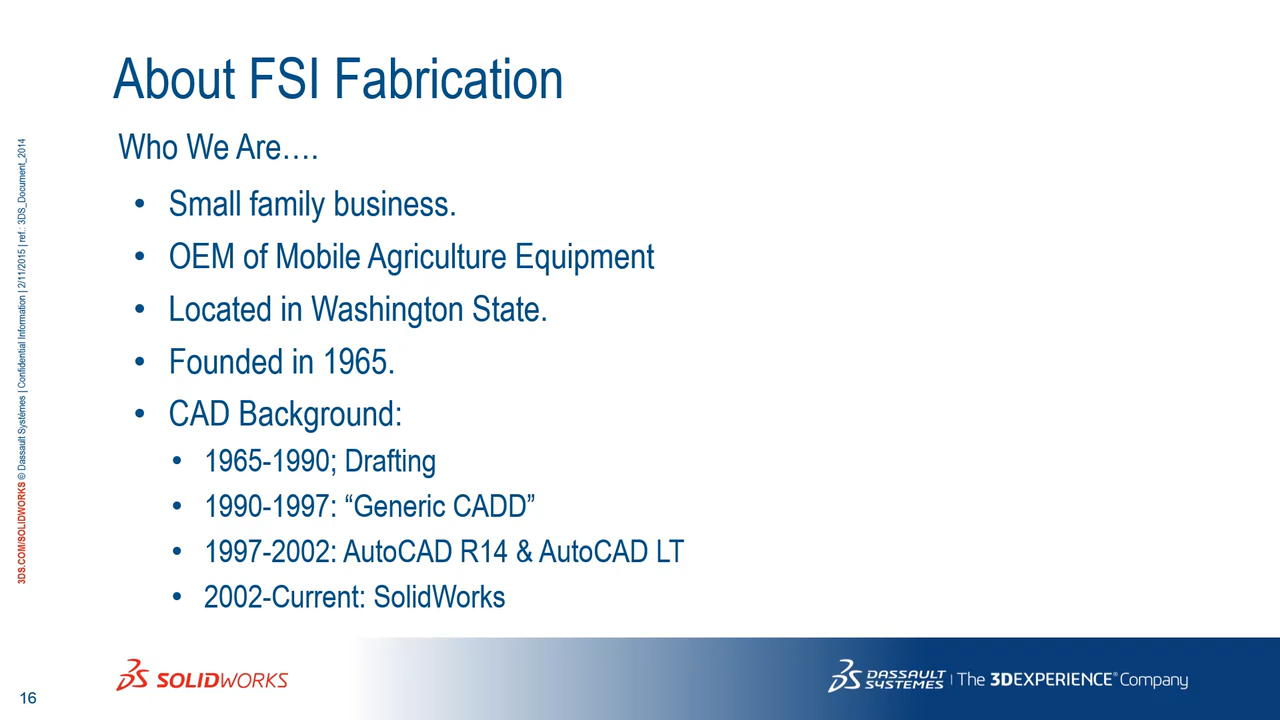 About FSI Fabrication
Who We Are….
• Small family business.
• OEM of Mobile Agriculture Equipment
• Located in Washington State.
• Founded in 1965.
• CAD Background:
• 1965-1990; Drafting
• 1990-1997: “Generic CADD”
• 1997-2002: AutoCAD R14 & AutoCAD LT
• 2002-Current: SolidWorks
3DS.COM/SOLIDWORKS © Dassault Systèmes | Confidential Information | 2/11/2015 | ref.: 3DS_Document_2014
16
SOLIDWORKS
DASSAULT SYSTEMES | The 3DEXPERIENCE® Company